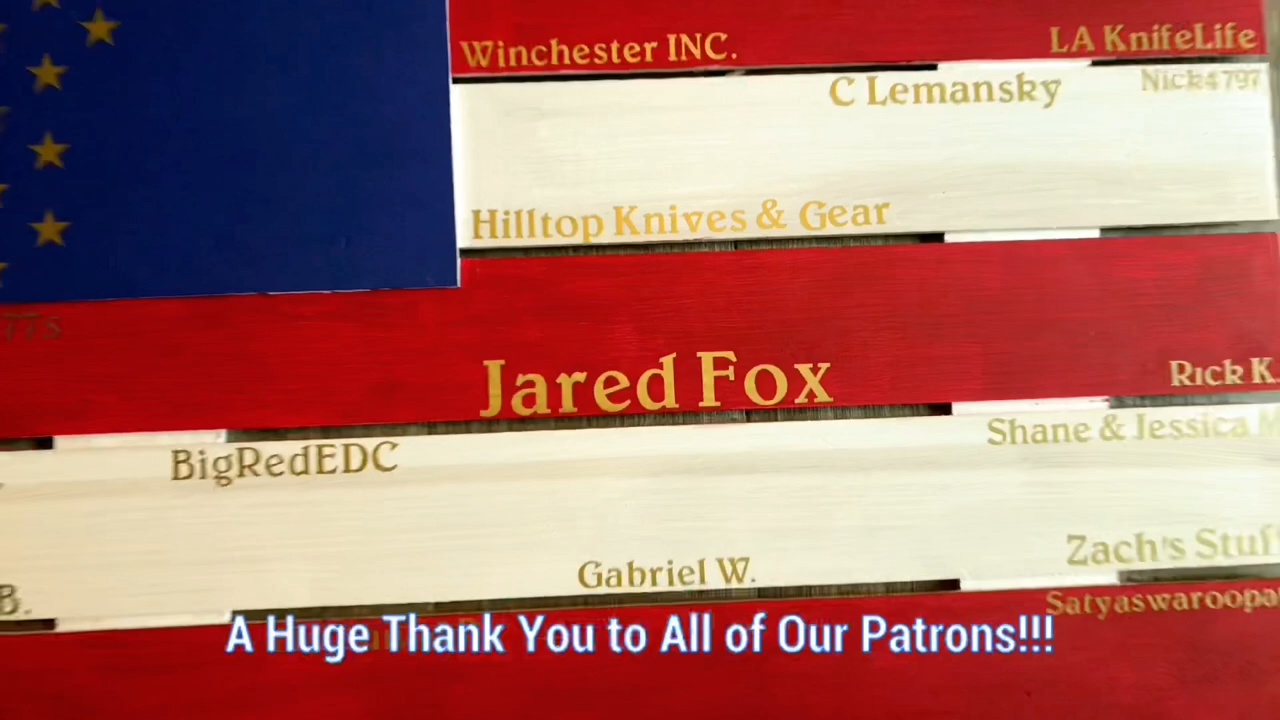 Winchester INC.
LA KnifeLife
C Lemansky
Nick4797
Hilltop Knives & Gear
Jared Fox
Rick K.
Shane & Jessica
BigRedEDC
Zach's Stuff
Gabriel W.
B.
Satyaswaroopa
A Huge Thank You to All of Our Patrons!!!